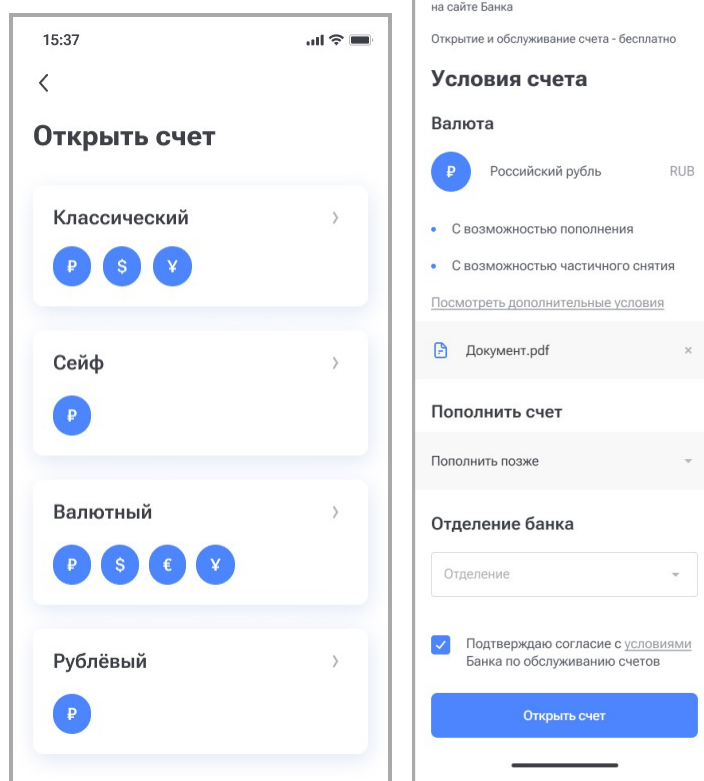 15:37
Открыть счет
Классический
₽ $ ¥
Сейф
₽
Валютный
₽ $ € ¥
Рублёвый
₽
на сайте Банка
Открытие и обслуживание счета - бесплатно
Условия счета
Валюта
₽ Российский рубль RUB
• С возможностью пополнения
• С возможностью частичного снятия
Посмотреть дополнительные условия
Документ.pdf ×
Пополнить счет
Пополнить позже
Отделение банка
Отделение
Подтверждаю согласие с условиями
Банка по обслуживанию счетов
Открыть счет